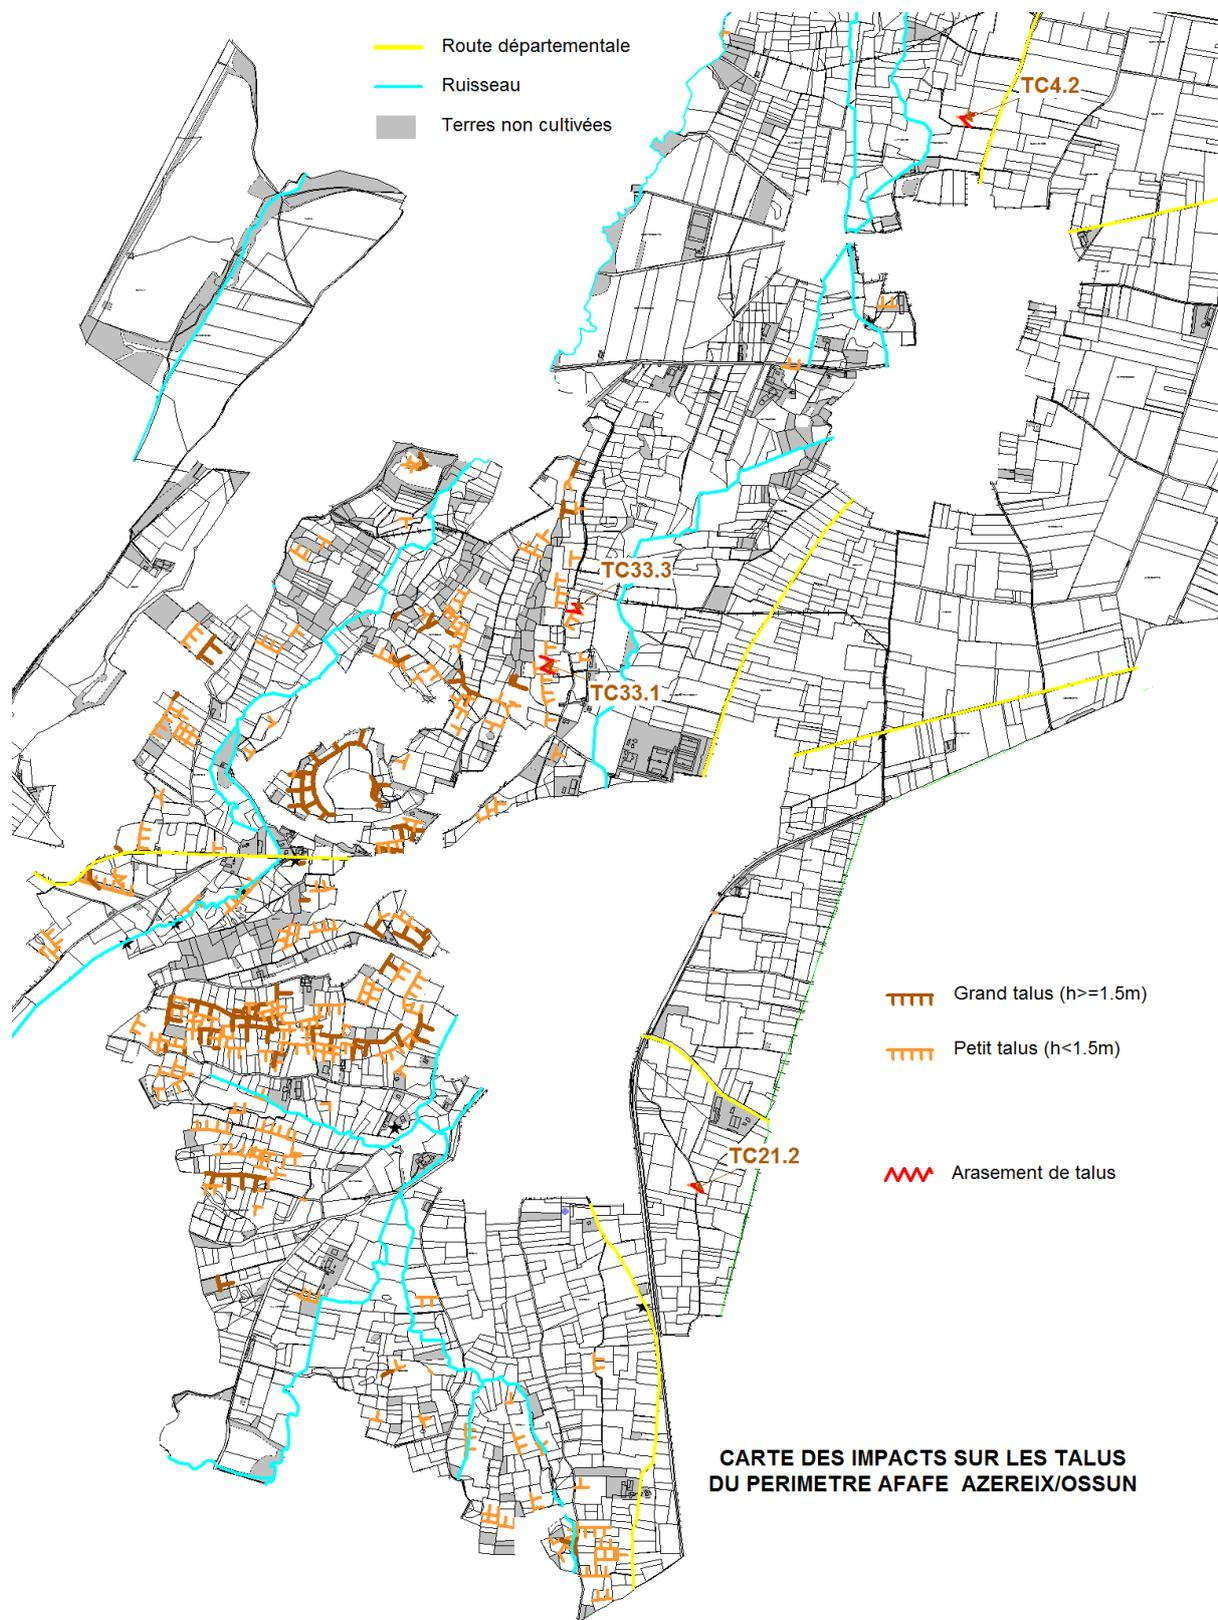 Route départementale
Ruisseau
Terres non cultivées
TC4.2
TC33.3
TC33.1
Grand talus (h>=1.5m)
Petit talus (h<1.5m)
TC21.2
Arasement de talus
CARTE DES IMPACTS SUR LES TALUS
DU PERIMETRE AFAFE AZEREIX/OSSUN